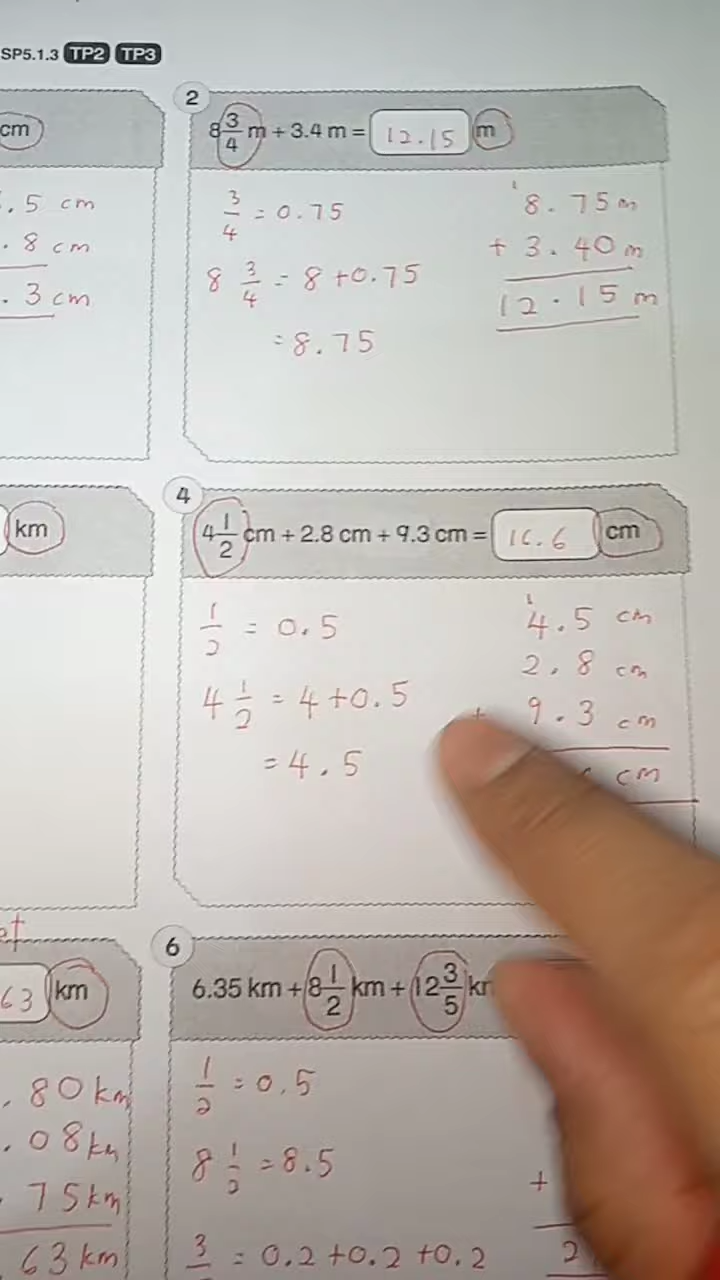 SP5.1.3 TP2 TP3
cm
.5 cm
.8 cm
.3 cm
2
8 3/4 m + 3.4 m = 12.15 m
3/4 = 0.75
8 3/4 = 8 + 0.75
= 8.75
1
8.75 m
+ 3.40 m
12.15 m
km
4
4 1/2 cm + 2.8 cm + 9.3 cm = 16.6 cm
1/2 = 0.5
4 1/2 = 4 + 0.5
= 4.5
1
4.5 cm
2.8 cm
+ 9.3 cm
cm
63 km
.80 km
.08 km
75 km
63 km
6
6.35 km + 8 1/2 km + 12 3/5
1/2 = 0.5
8 1/2 = 8.5
3
= 0.2 + 0.2 + 0.2
+
2